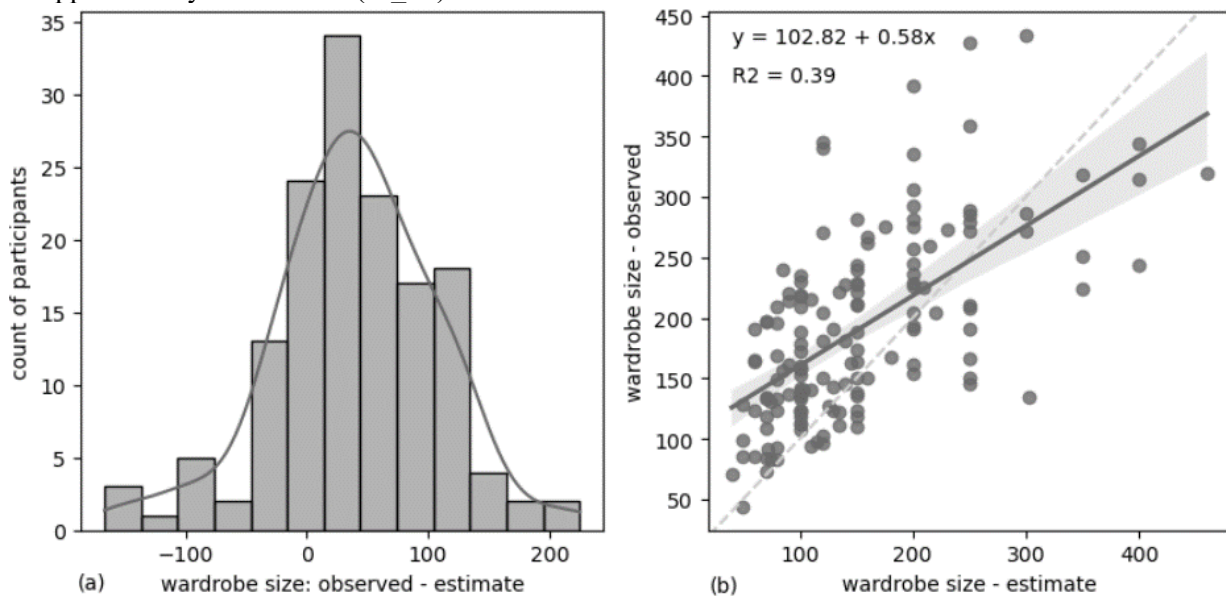 35
30
25
20
15
10
5
0
count of participants
−100 0 100 200
(a) wardrobe size: observed - estimate
y = 102.82 + 0.58x
R2 = 0.39
450
400
350
300
250
200
150
100
50
wardrobe size - observed
100 200 300 400
(b) wardrobe size - estimate